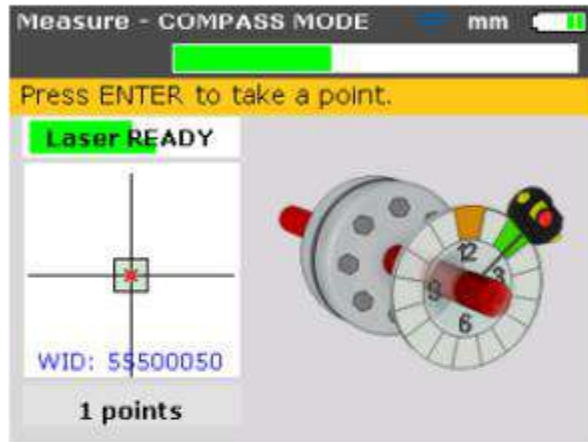 Measure - COMPASS MODE mm
Press ENTER to take a point.
Laser READY
12
3
9
6
WID: 55500050
1 points